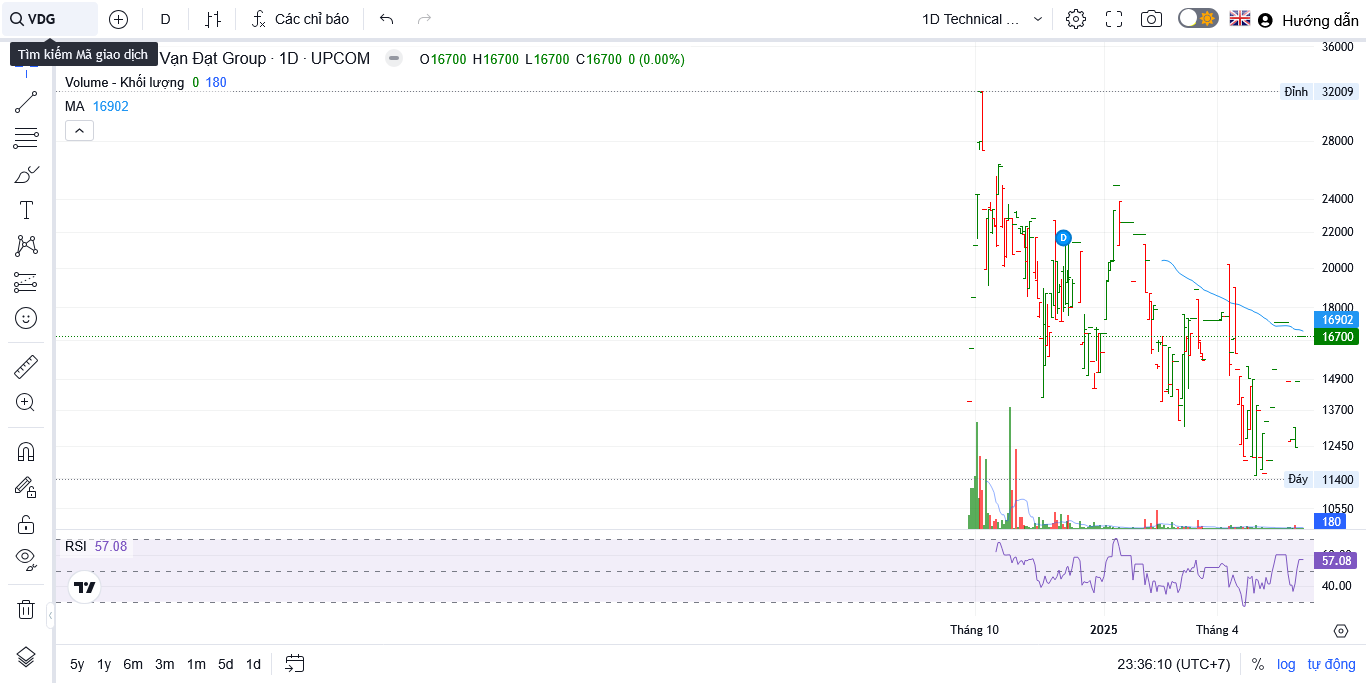 VDG
D
Các chỉ báo
1D Technical ...
Hướng dẫn
Tìm kiếm Mã giao dịch
Vạn Đạt Group · 1D · UPCOM
O16700 H16700 L16700 C16700 0 (0.00%)
Volume - Khối lượng 0 180
MA 16902
36000
Đỉnh 32009
28000
24000
22000
20000
18000
16902
16700
14900
13700
12450
Đáy 11400
10550
180
D
RSI 57.08
57.08
40.00
Tháng 10
2025
Tháng 4
5y 1y 6m 3m 1m 5d 1d
23:36:10 (UTC+7)
% log tự động